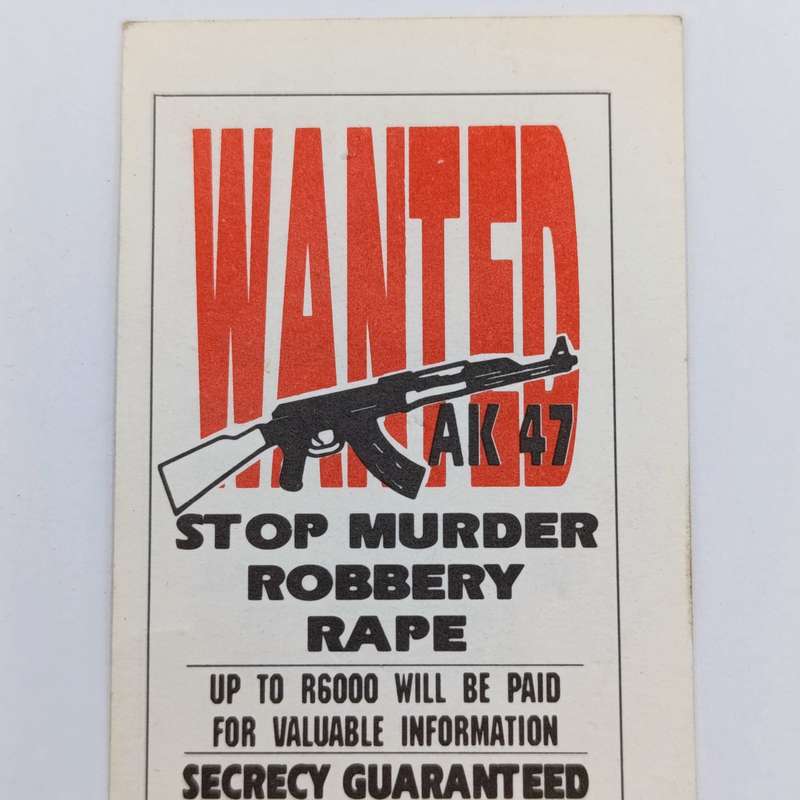 WANTED
AK 47
STOP MURDER
ROBBERY
RAPE
UP TO R6000 WILL BE PAID
FOR VALUABLE INFORMATION
SECRECY GUARANTEED